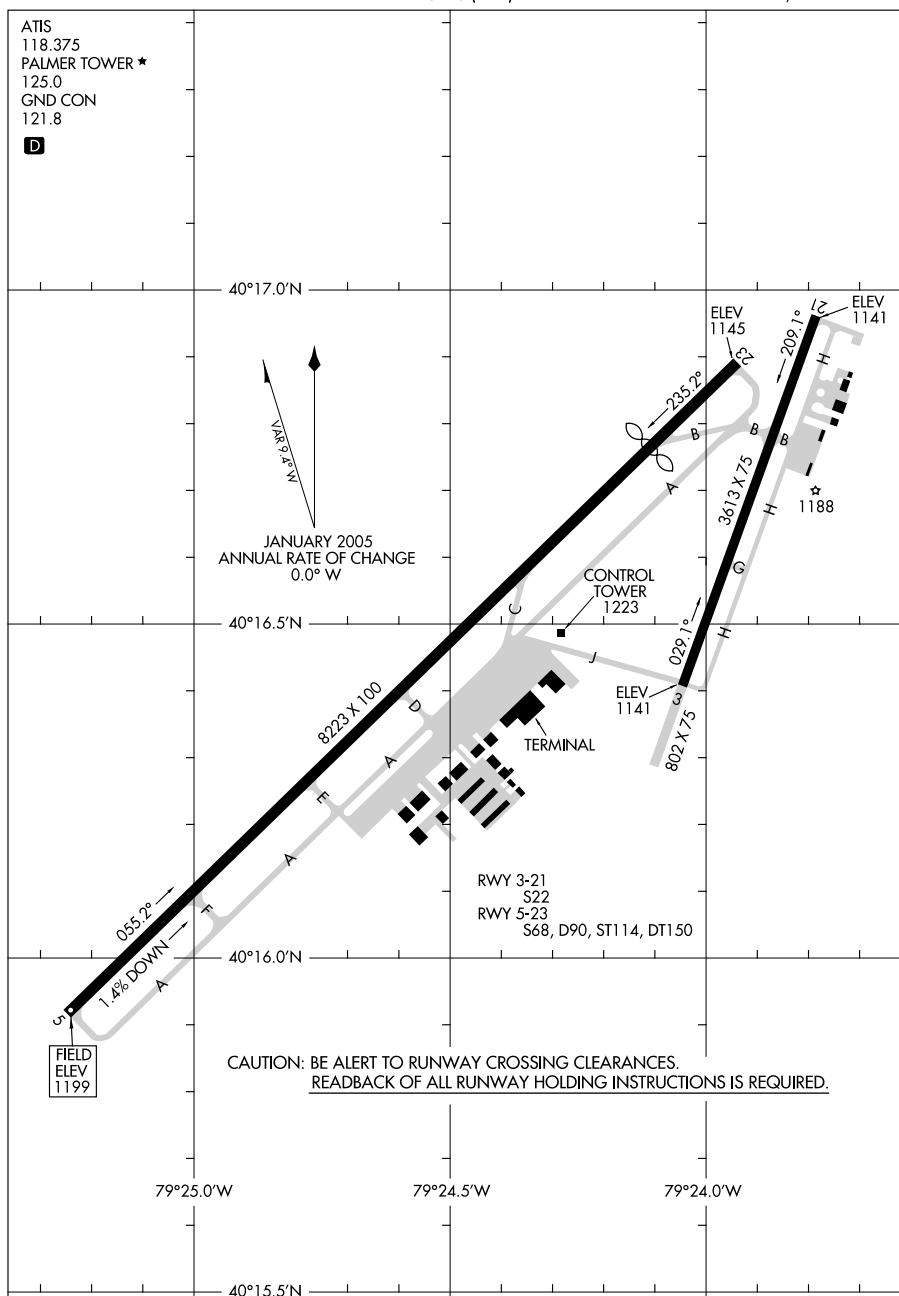 ATIS
118.375
PALMER TOWER ★
125.0
GND CON
121.8
D
40°17.0'N
ELEV
1145
23
235.2°
21
ELEV
1141
209.1°
H
VAR 9.4° W
JANUARY 2005
ANNUAL RATE OF CHANGE
0.0° W
B
B
B
A
3613 X 75
H
1188
G
CONTROL
TOWER
1223
40°16.5'N
C
J
029.1°
H
ELEV
1141
3
802 X 75
8223 X 100
D
TERMINAL
A
E
A
RWY 3-21
S22
RWY 5-23
S68, D90, ST114, DT150
055.2°
F
1.4% DOWN
40°16.0'N
A
5
FIELD
ELEV
1199
CAUTION: BE ALERT TO RUNWAY CROSSING CLEARANCES.
READBACK OF ALL RUNWAY HOLDING INSTRUCTIONS IS REQUIRED.
79°25.0'W
79°24.5'W
79°24.0'W
40°15.5'N